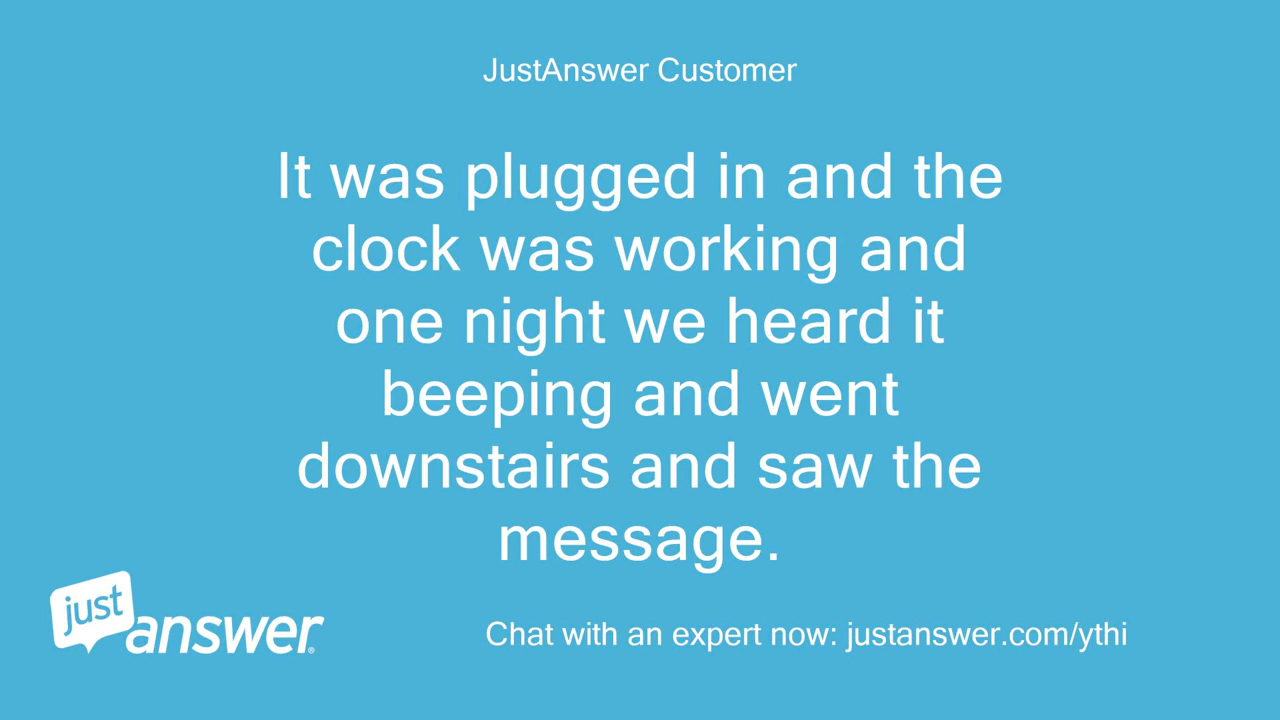 JustAnswer Customer
It was plugged in and the
clock was working and
one night we heard it
beeping and went
downstairs and saw the
message.
just
answer®
Chat with an expert now: justanswer.com/ythi